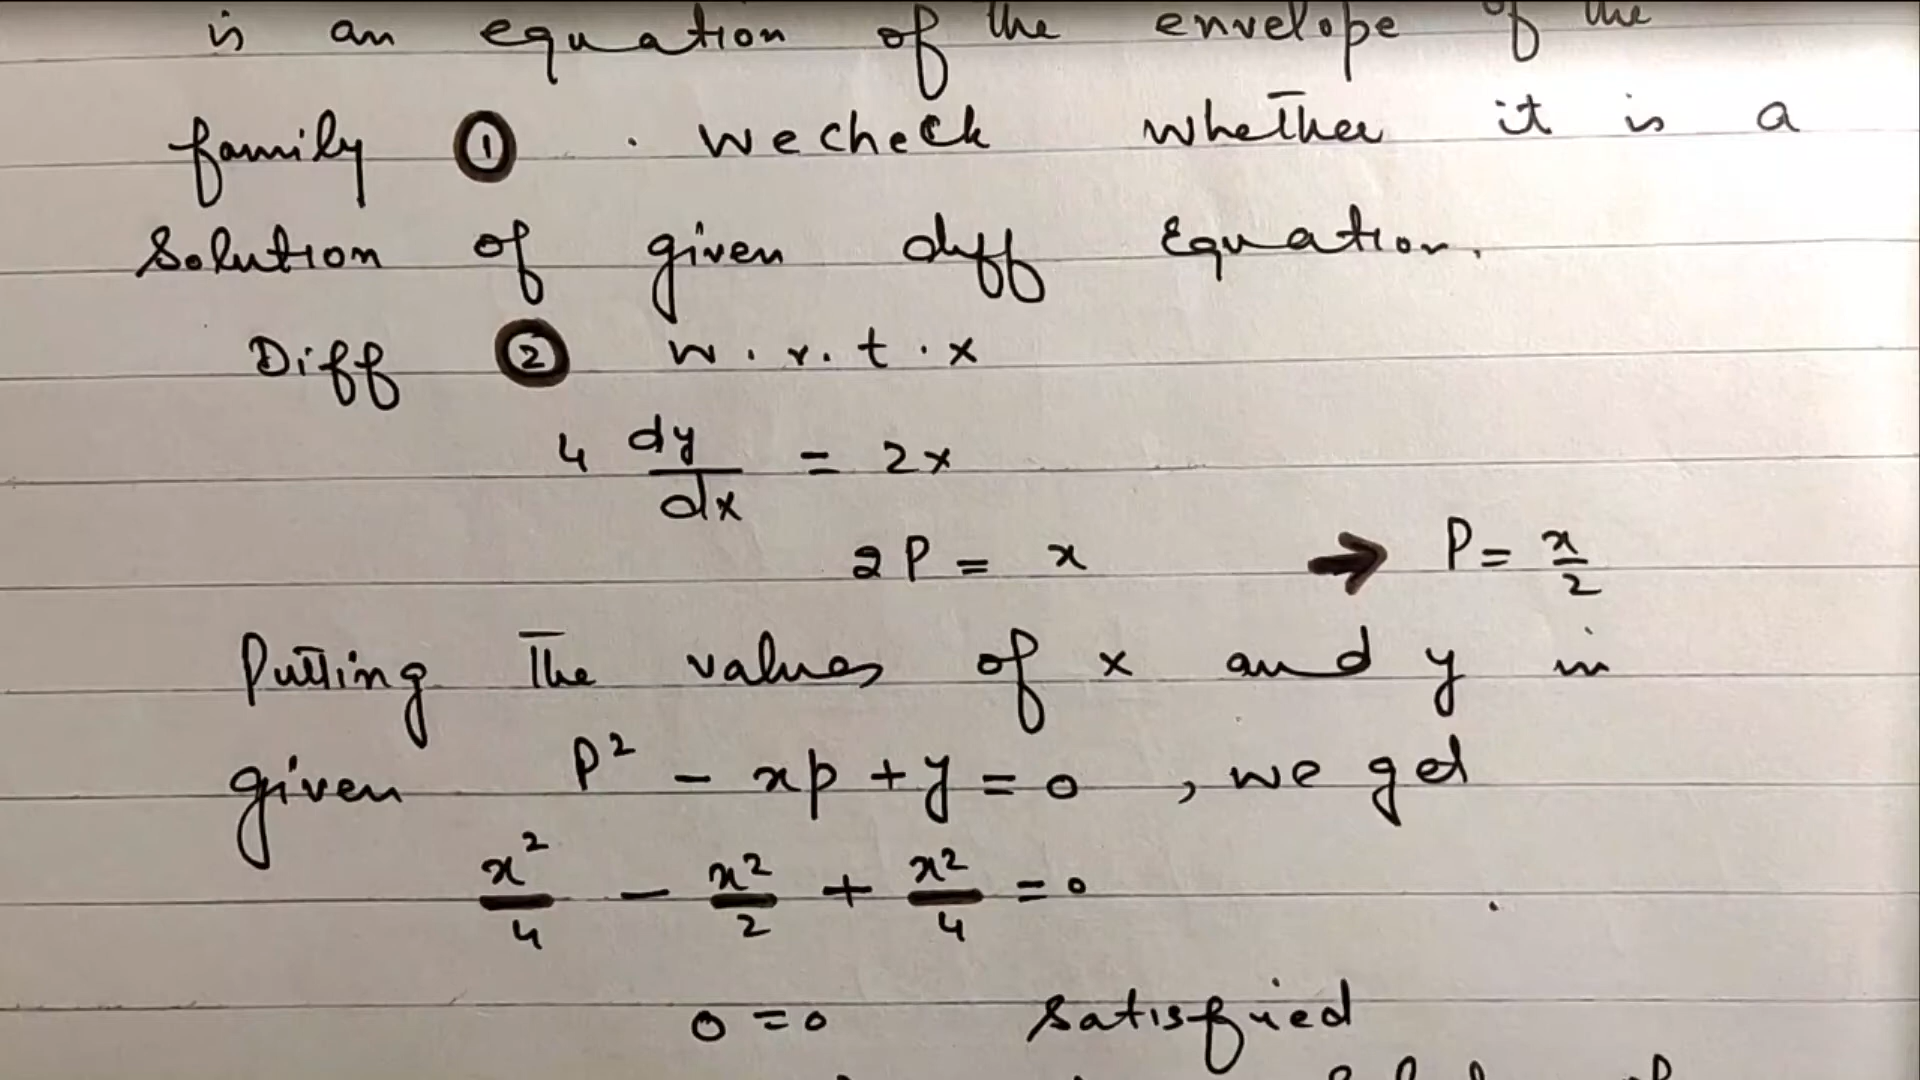 is an equation of the envelope of the
family ① . we check whether it is a
Solution of given diff Equation.
Diff ② w.r.t.x
4 dy/dx = 2x
2P = x → P = x/2
Putting The values of x and y in
given P² - xp + y = 0 , we get
x²/4 - x²/2 + x²/4 = 0
0 = 0 Satisfied